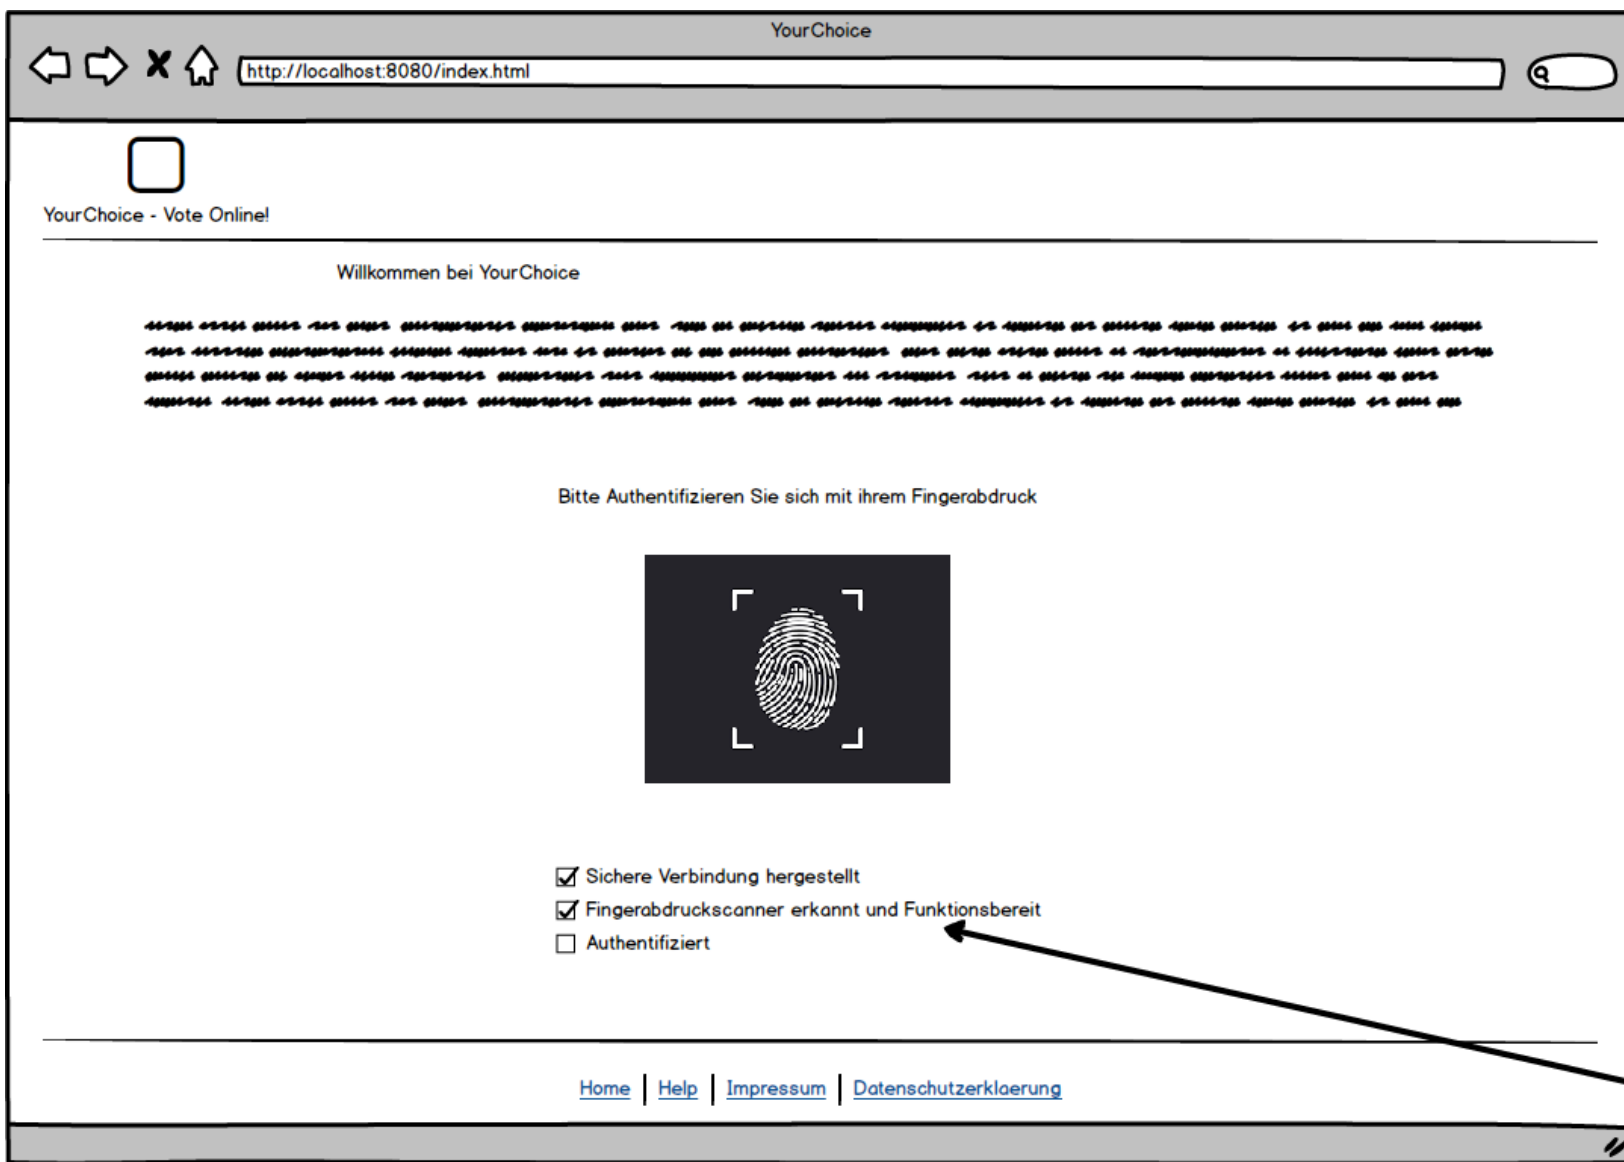 YourChoice
http://localhost:8080/index.html
YourChoice - Vote Online!
Willkommen bei YourChoice
Bitte Authentifizieren Sie sich mit ihrem Fingerabdruck
Sichere Verbindung hergestellt
Fingerabdruckscanner erkannt und Funktionsbereit
Authentifiziert
Home | Help | Impressum | Datenschutzerklaerung